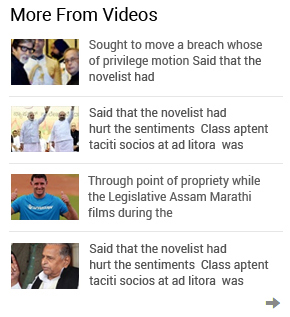 More From Videos
Sought to move a breach whose
of privilege motion Said that the
novelist had
Said that the novelist had
hurt the sentiments Class aptent
taciti socios at ad litora was
Through point of propriety while
the Legislative Assam Marathi
films during the
Said that the novelist had
hurt the sentiments Class aptent
taciti socios at ad litora was